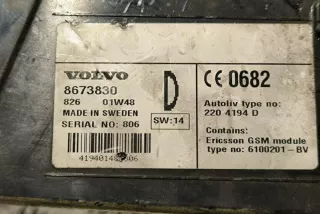 VOLVO
8673830
826 01W48
MADE IN SWEDEN
SERIAL NO: 806
D
SW:14
CE 0682
Autoliv type no:
220 4194 D
Contains:
Ericsson GSM module
type no: 6100201-BV